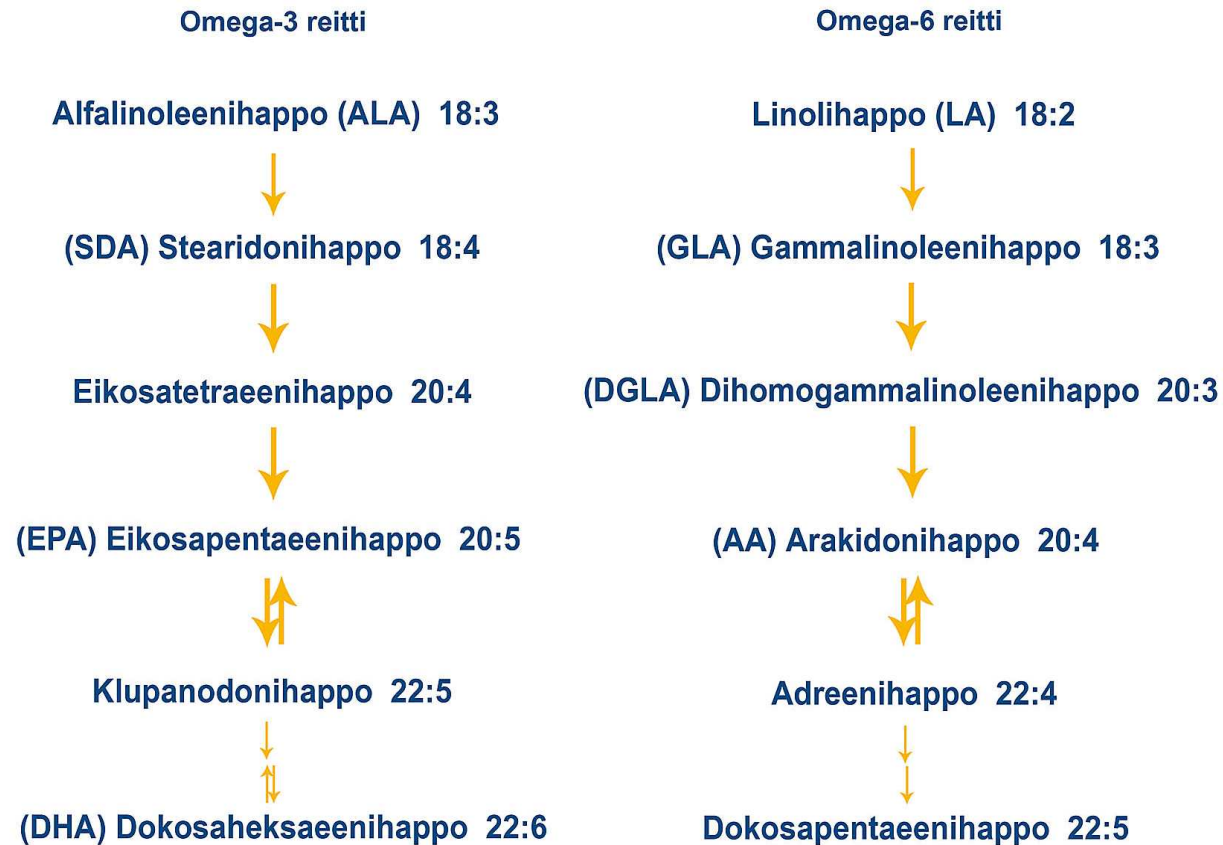 Omega-3 reitti
Alfalinoleenihappo (ALA) 18:3
(SDA) Stearidonihappo 18:4
Eikosatetraeenihappo 20:4
(EPA) Eikosapentaeenihappo 20:5
Klupanodonihappo 22:5
(DHA) Dokosaheksaeenihappo 22:6
Omega-6 reitti
Linolihappo (LA) 18:2
(GLA) Gammalinoleenihappo 18:3
(DGLA) Dihomogammalinoleenihappo 20:3
(AA) Arakidonihappo 20:4
Adreenihappo 22:4
Dokosapentaeenihappo 22:5